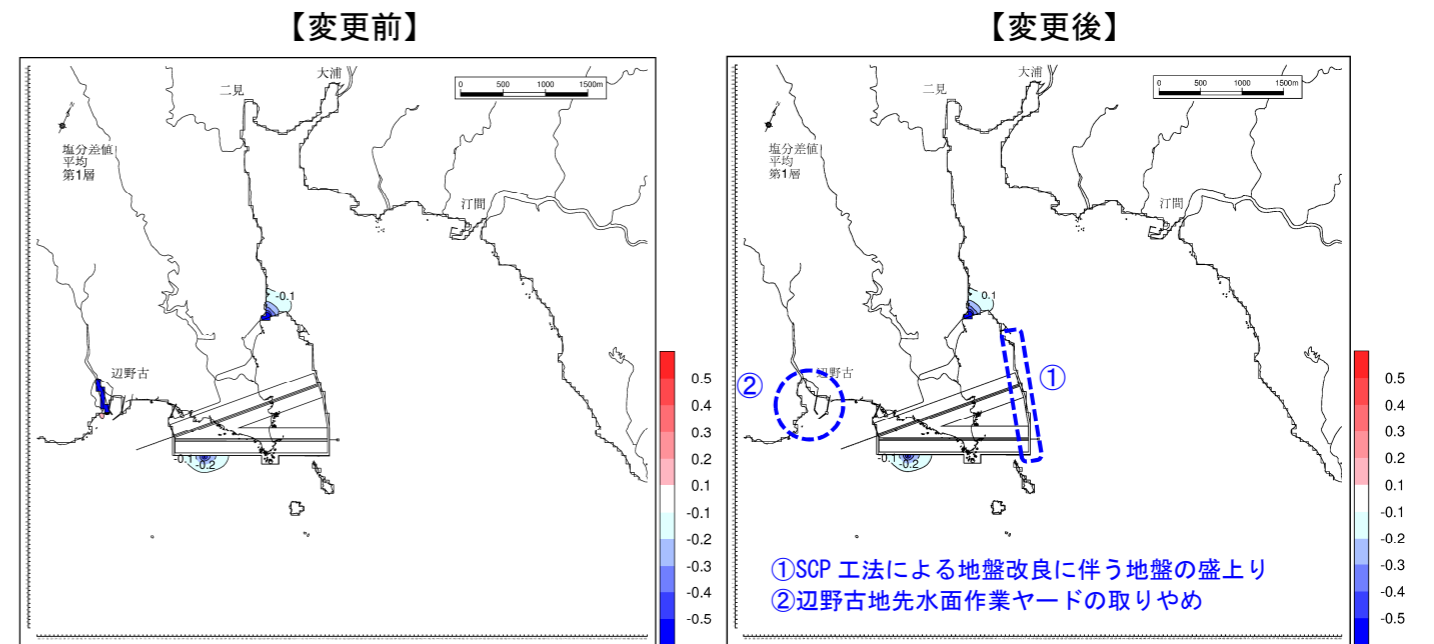 【変更前】
大浦
二見
0 500 1000 1500m
塩分差値
平均
第1層
汀間
-0.1
辺野古
-0.1
-0.2
0.5
0.4
0.3
0.2
0.1
-0.1
-0.2
-0.3
-0.4
-0.5
【変更後】
大浦
二見
0 500 1000 1500m
塩分差値
平均
第1層
汀間
0.1
①
②
辺野古
-0.1
-0.2
①SCP 工法による地盤改良に伴う地盤の盛上り
②辺野古地先水面作業ヤードの取りやめ
0.5
0.4
0.3
0.2
0.1
-0.1
-0.2
-0.3
-0.4
-0.5